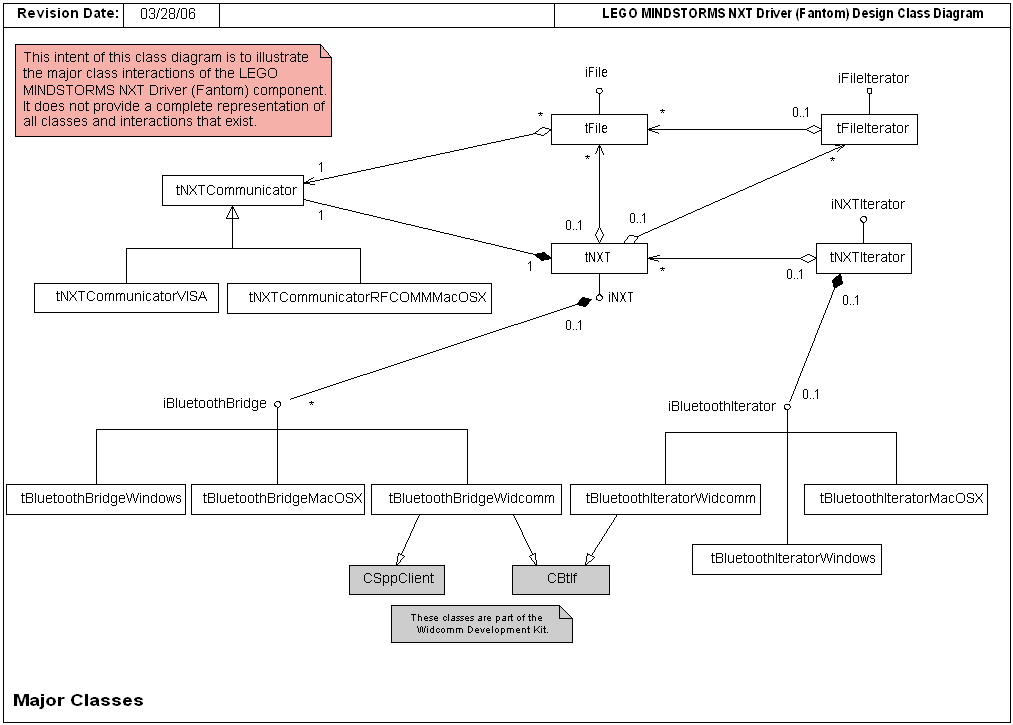 Revision Date: 03/28/06 LEGO MINDSTORMS NXT Driver (Fantom) Design Class Diagram
This intent of this class diagram is to illustrate
the major class interactions of the LEGO
MINDSTORMS NXT Driver (Fantom) component.
It does not provide a complete representation of
all classes and interactions that exist.
iFile
iFileIterator
* * 0..1
tFile
tFileIterator
1
*
*
tNXTCommunicator
1
0..1
0..1
iNXTIterator
tNXT
tNXTIterator
1
*
0..1
tNXTCommunicatorVISA
tNXTCommunicatorRFCOMMMacOSX
iNXT
0..1
0..1
0..1
iBluetoothBridge
*
iBluetoothIterator
tBluetoothBridgeWindows
tBluetoothBridgeMacOSX
tBluetoothBridgeWidcomm
tBluetoothIteratorWidcomm
tBluetoothIteratorMacOSX
tBluetoothIteratorWindows
CSppClient
CBtIf
These classes are part of the
Widcomm Development Kit.
Major Classes